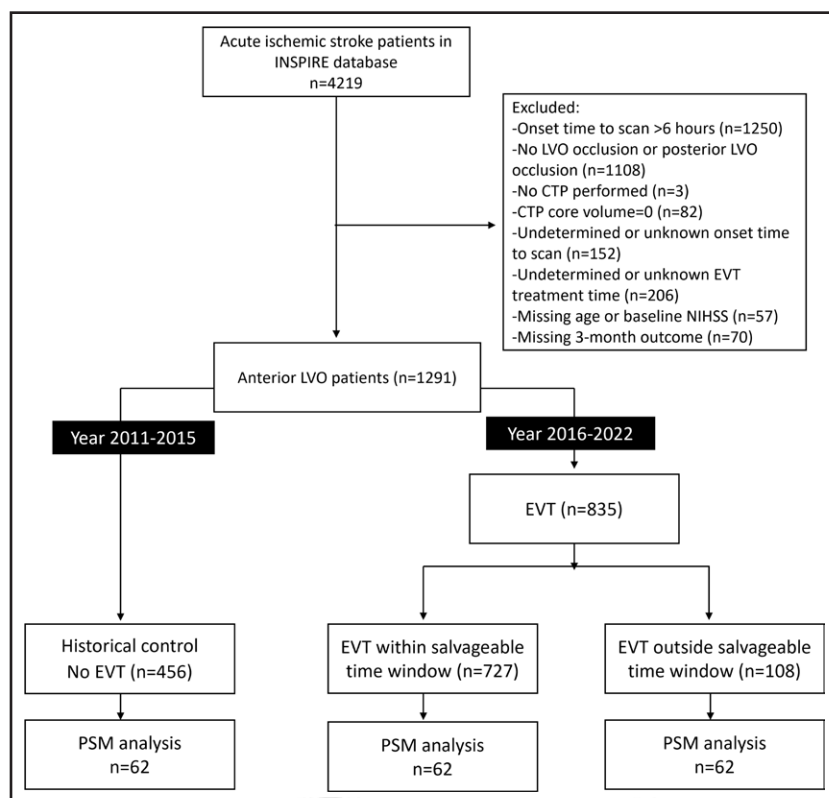 Acute ischemic stroke patients in
INSPIRE database
n=4219
Excluded:
-Onset time to scan >6 hours (n=1250)
-No LVO occlusion or posterior LVO
occlusion (n=1108)
-No CTP performed (n=3)
-CTP core volume=0 (n=82)
-Undetermined or unknown onset time
to scan (n=152)
-Undetermined or unknown EVT
treatment time (n=206)
-Missing age or baseline NIHSS (n=57)
-Missing 3-month outcome (n=70)
Anterior LVO patients (n=1291)
Year 2011-2015
Year 2016-2022
EVT (n=835)
Historical control
No EVT (n=456)
EVT within salvageable
time window (n=727)
EVT outside salvageable
time window (n=108)
PSM analysis
n=62
PSM analysis
n=62
PSM analysis
n=62